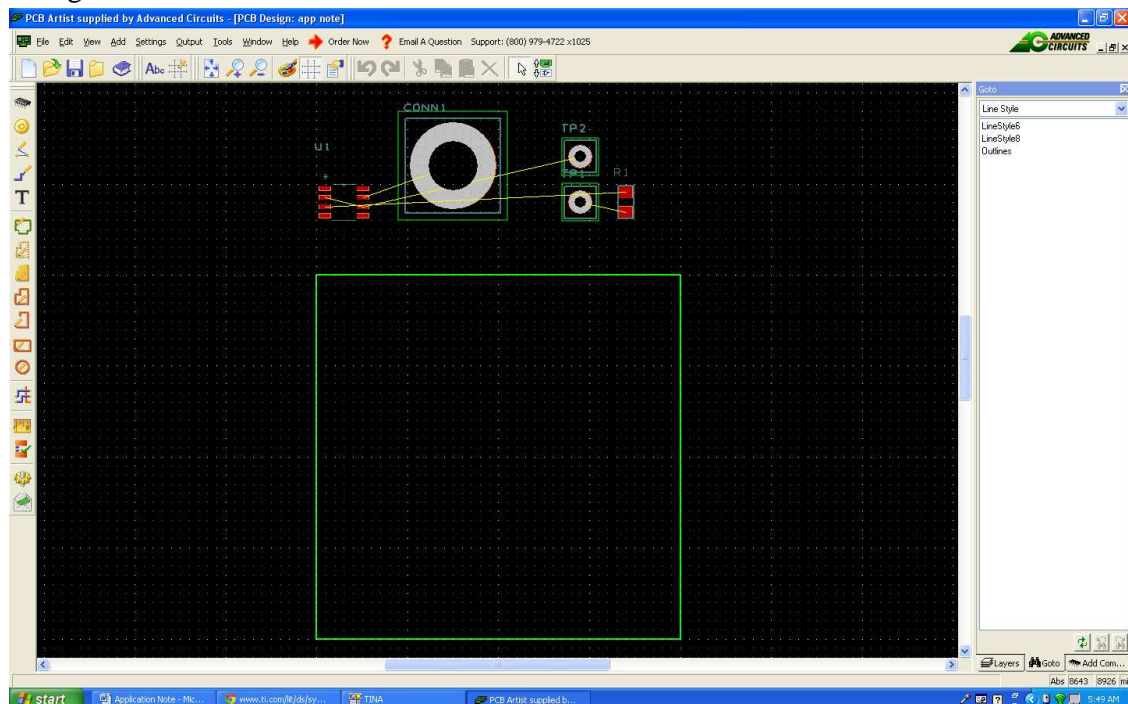 PCB Artist supplied by Advanced Circuits - [PCB Design: app note]
File Edit View Add Settings Output Tools Window Help Order Now ? Email A Question Support: (800) 979-4722 x1025
ADVANCED
CIRCUITS
Abc
Goto
Line Style
LineStyle6
LineStyle8
Outlines
CONN1
TP2
U1
*
TP1
R1
T
Layers Goto Add Com...
Abs 8643 8926 mi
start Application Note - Mic... www.ti.com/lit/ds/sy... TINA PCB Artist supplied b... 5:49 AM